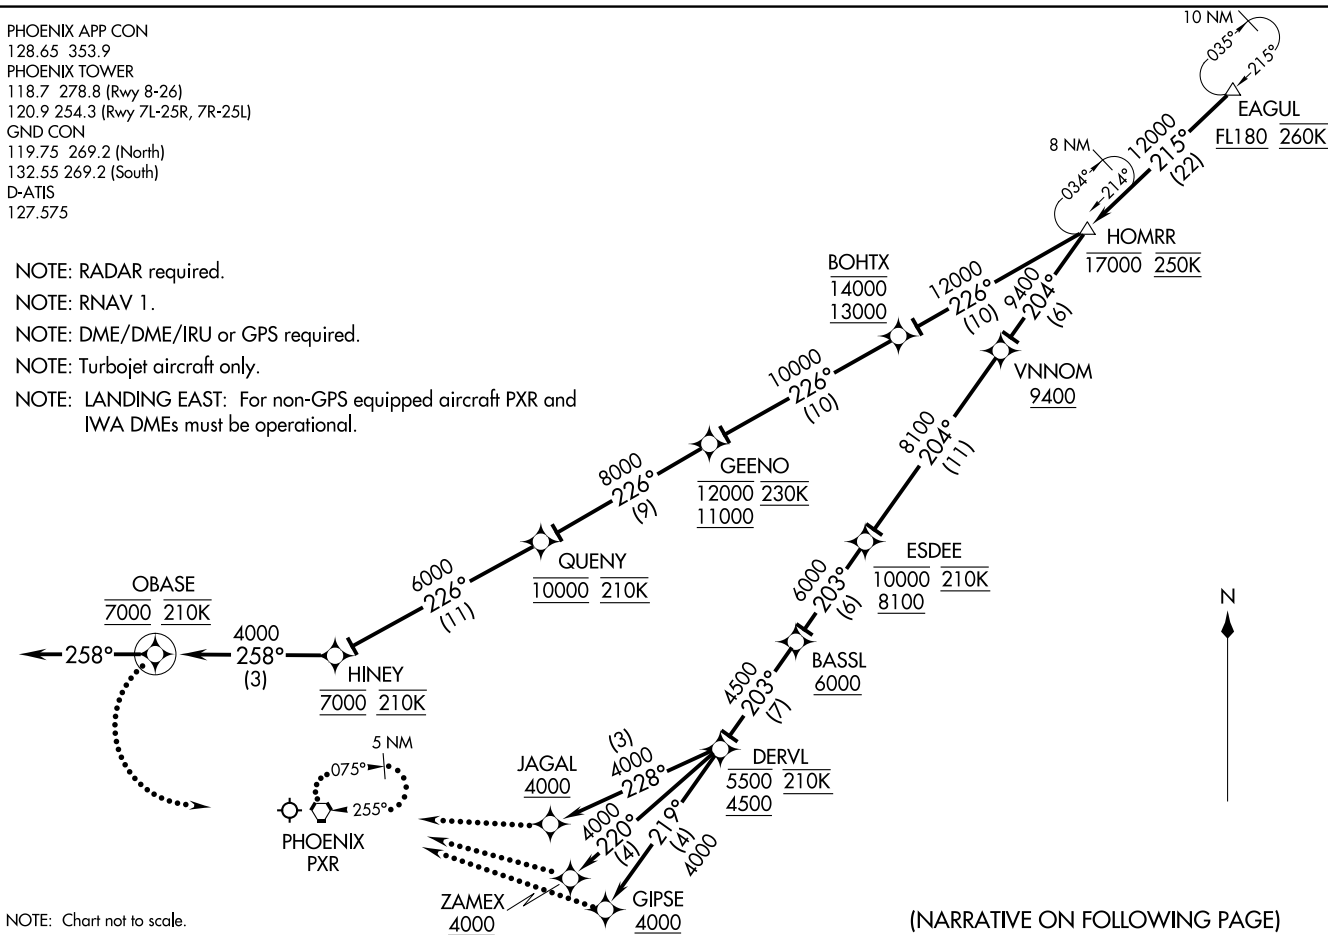 PHOENIX APP CON
128.65 353.9
PHOENIX TOWER
118.7 278.8 (Rwy 8-26)
120.9 254.3 (Rwy 7L-25R, 7R-25L)
GND CON
119.75 269.2 (North)
132.55 269.2 (South)
D-ATIS
127.575
NOTE: RADAR required.
NOTE: RNAV 1.
NOTE: DME/DME/IRU or GPS required.
NOTE: Turbojet aircraft only.
NOTE: LANDING EAST: For non-GPS equipped aircraft PXR and
IWA DMEs must be operational.
10 NM
035°
215°
EAGUL
FL180 260K
12000
215°
(22)
8 NM
034°
214°
HOMRR
17000 250K
BOHTX
14000
13000
12000
226°
(10)
9400
204°
(6)
VNNOM
9400
10000
226°
(10)
GEENO
12000 230K
11000
8100
204°
(11)
8000
226°
(9)
QUENY
10000 210K
ESDEE
10000 210K
8100
6000
226°
(11)
6000
203°
(6)
OBASE
7000 210K
258°
4000
258°
(3)
HINEY
7000 210K
BASSL
6000
4500
203°
(7)
DERVL
5500 210K
4500
N
5 NM
075°
255°
PHOENIX
PXR
JAGAL
4000
(3)
4000
228°
4000
220°
(4)
219°
(4)
4000
ZAMEX
4000
GIPSE
4000
NOTE: Chart not to scale.
(NARRATIVE ON FOLLOWING PAGE)